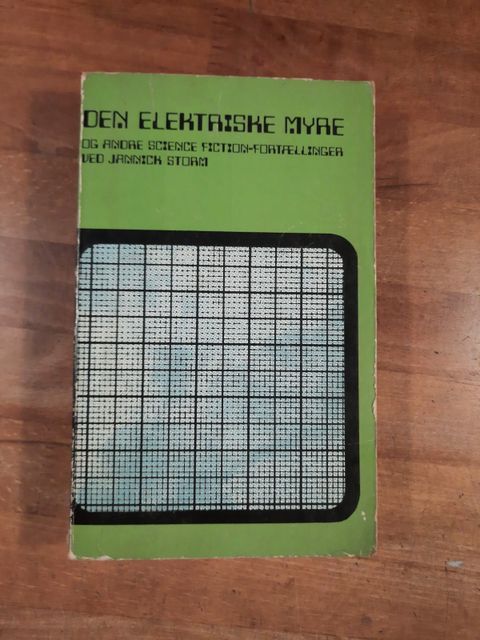 DEN ELEKTRISKE MYRE
OG ANDRE SCIENCE FICTION-FORTÆLLINGER
VED JANNICK STORM